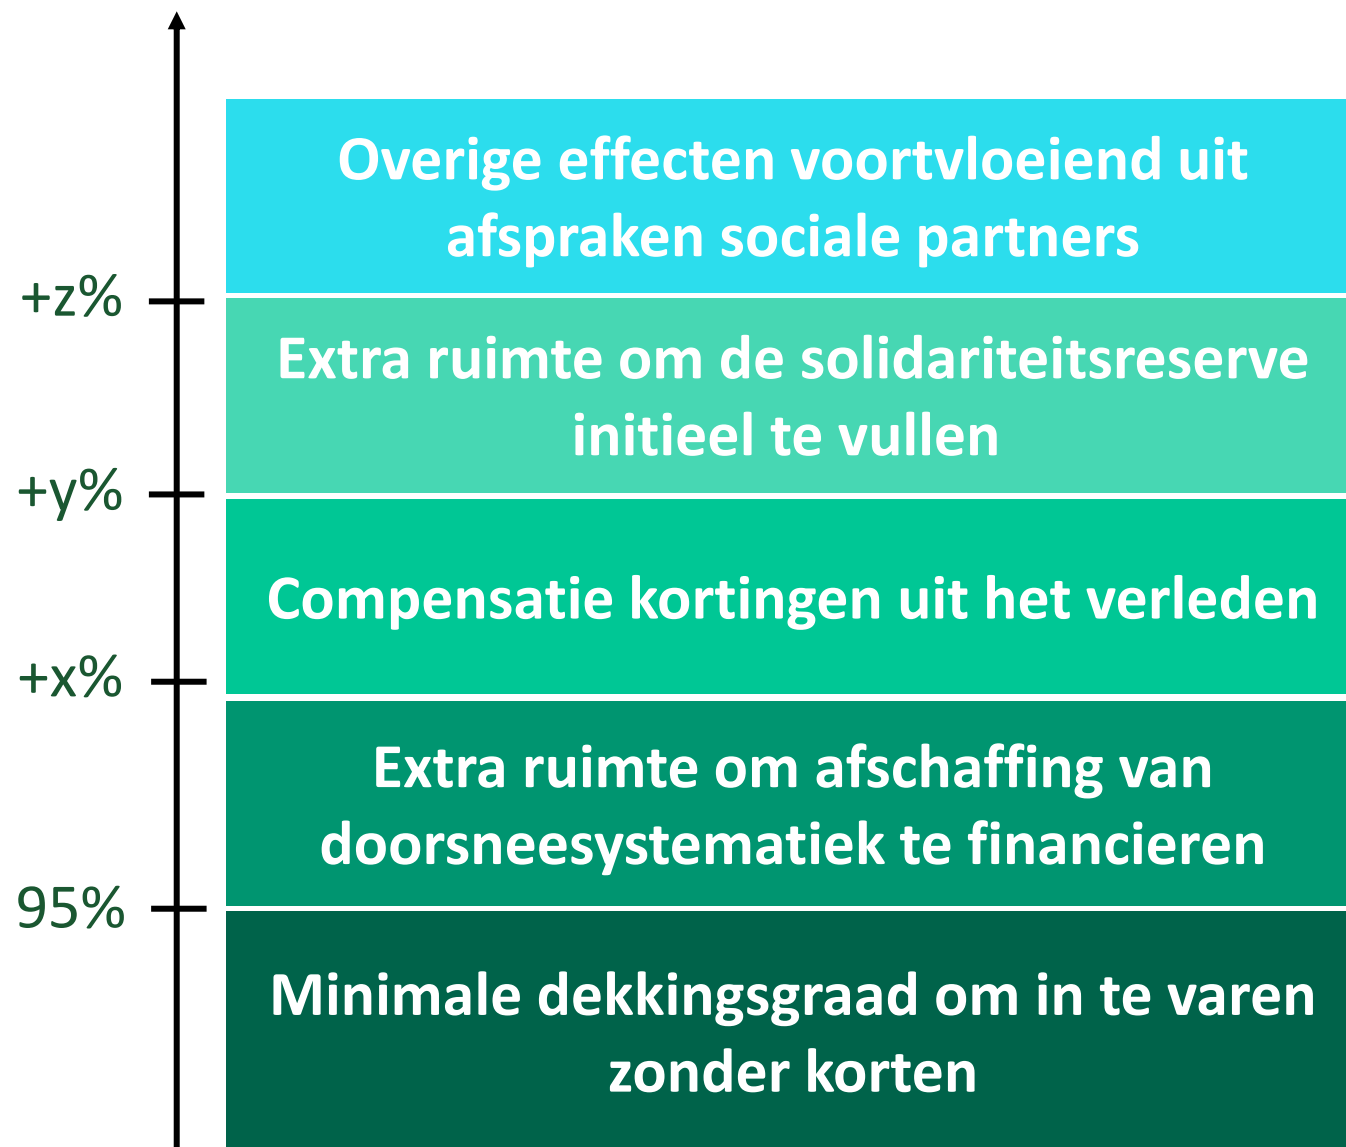 Overige effecten voortvloeiend uit
afspraken sociale partners
+z%
Extra ruimte om de solidariteitsreserve
initieel te vullen
+y%
Compensatie kortingen uit het verleden
+x%
Extra ruimte om afschaffing van
doorsneesystematiek te financieren
95%
Minimale dekkingsgraad om in te varen
zonder korten